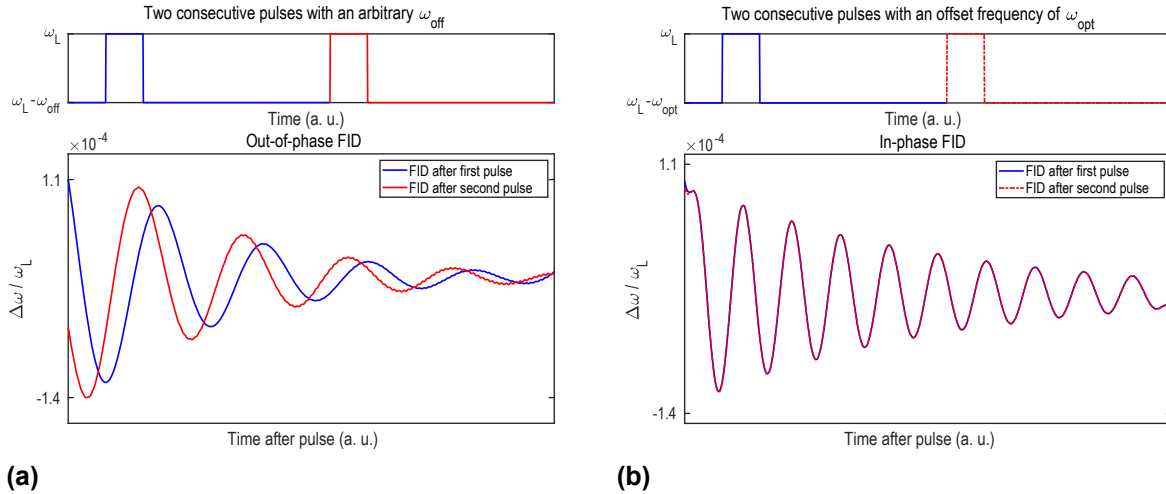 Two consecutive pulses with an arbitrary ω_off
ω_L
ω_L-ω_off
Time (a. u.)
×10^-4
Out-of-phase FID
1.1
FID after first pulse
FID after second pulse
Δω / ω_L
-1.4
Time after pulse (a. u.)
(a)
Two consecutive pulses with an offset frequency of ω_opt
ω_L
ω_L-ω_opt
Time (a. u.)
×10^-4
In-phase FID
1.1
FID after first pulse
FID after second pulse
Δω / ω_L
-1.4
Time after pulse (a. u.)
(b)